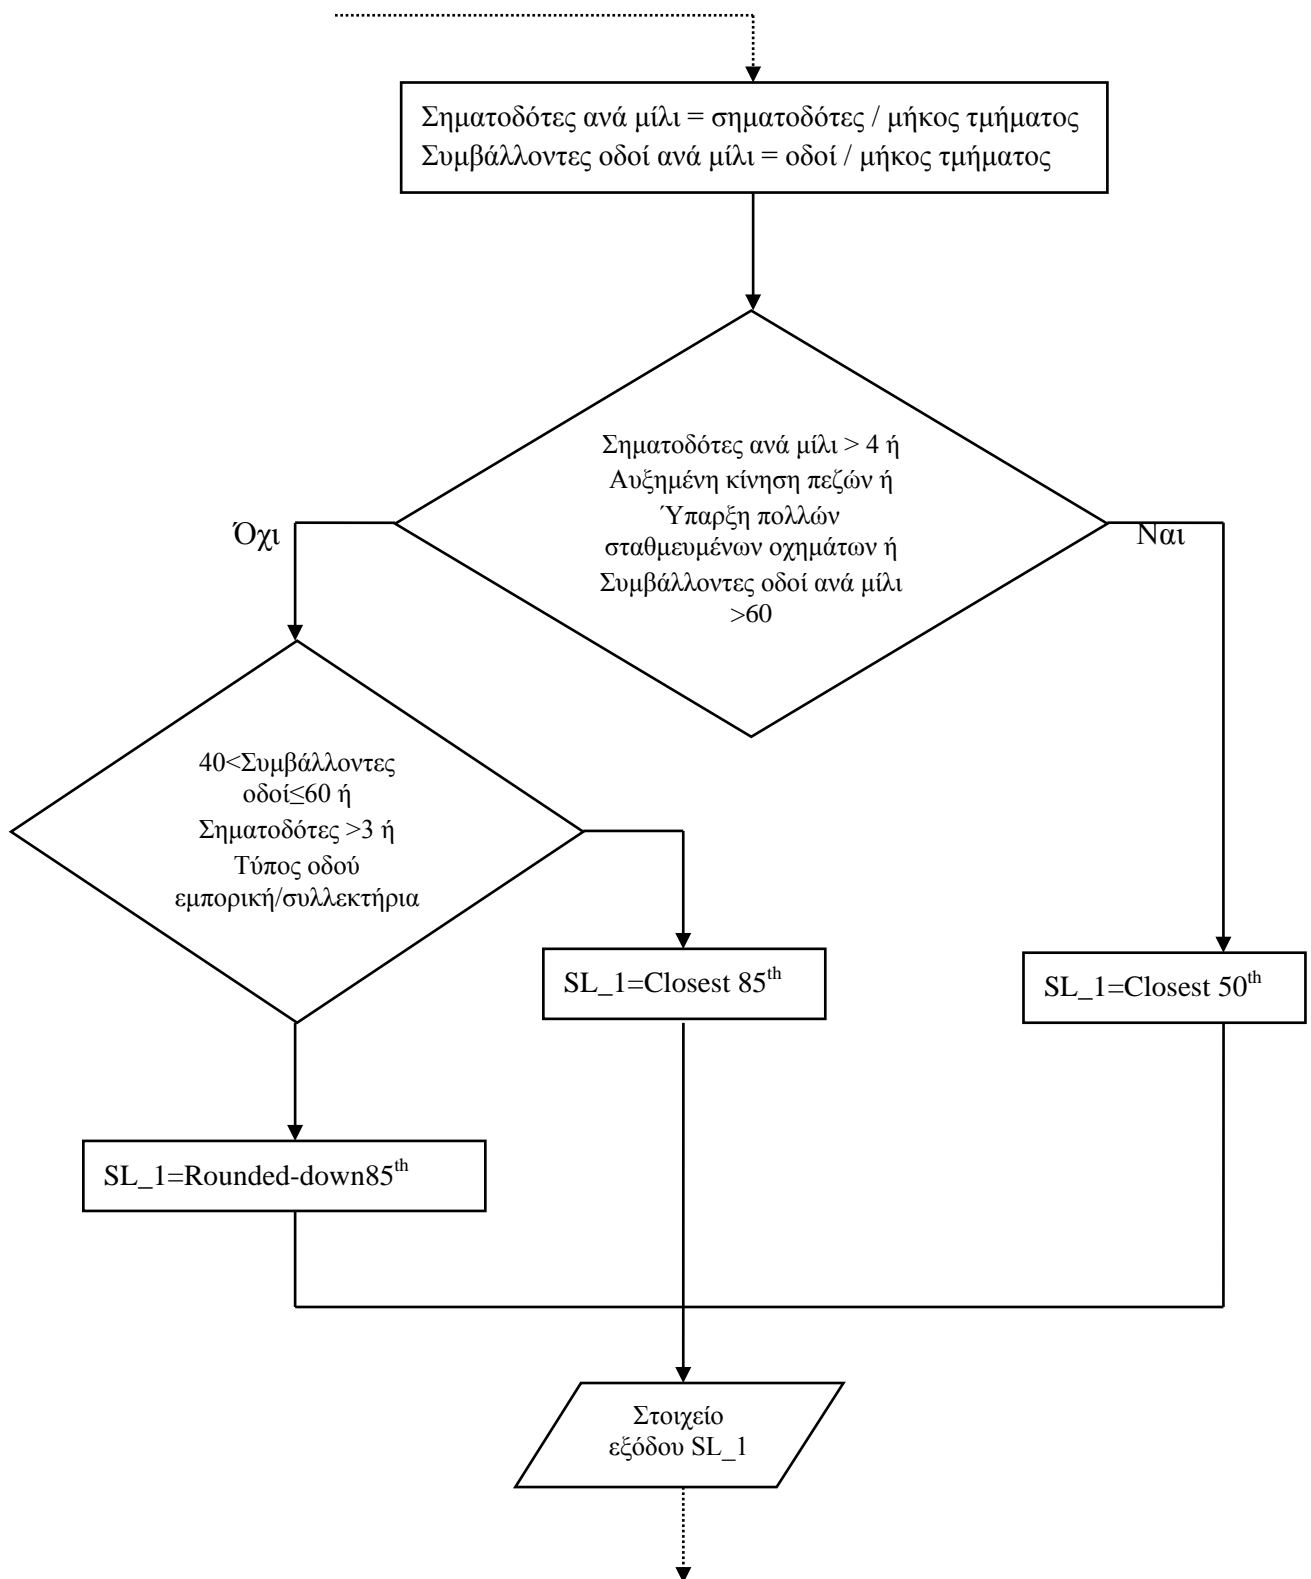 Σηματοδότες ανά μίλι = σηματοδότες / μήκος τμήματος
Συμβάλλοντες οδοί ανά μίλι = οδοί / μήκος τμήματος
Σηματοδότες ανά μίλι > 4 ή
Αυξημένη κίνηση πεζών ή
Ύπαρξη πολλών
σταθμευμένων οχημάτων ή
Συμβάλλοντες οδοί ανά μίλι
>60
Όχι
Ναι
40<Συμβάλλοντες
οδοί≤60 ή
Σηματοδότες >3 ή
Τύπος οδού
εμπορική/συλλεκτήρια
SL_1=Closest 85th
SL_1=Closest 50th
SL_1=Rounded-down85th
Στοιχείο
εξόδου SL_1